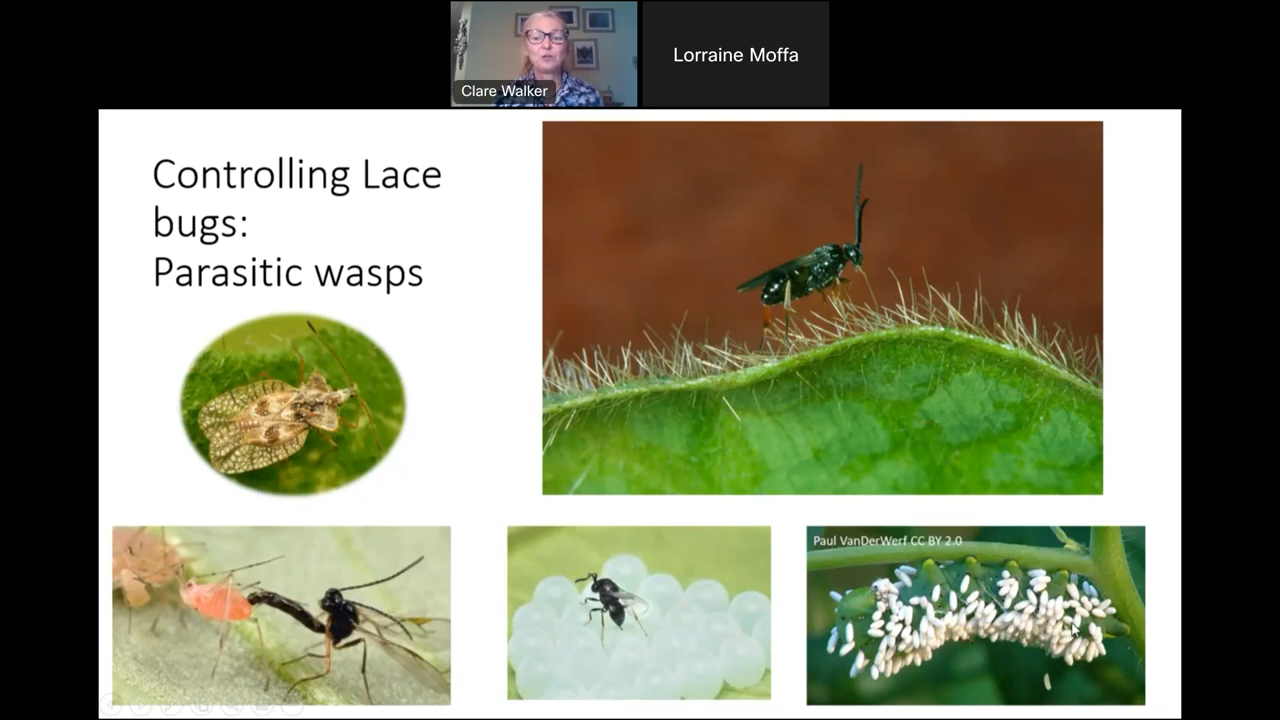 Lorraine Moffa
Clare Walker
Controlling Lace
bugs:
Parasitic wasps
Paul VanDerWerf CC BY 2.0